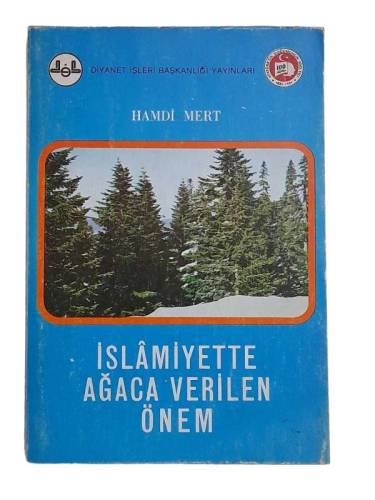 DİYANET İŞLERİ BAŞKANLIĞI YAYINLARI
HAMDİ MERT
İSLÂMİYETTE
AĞACA VERİLEN
ÖNEM